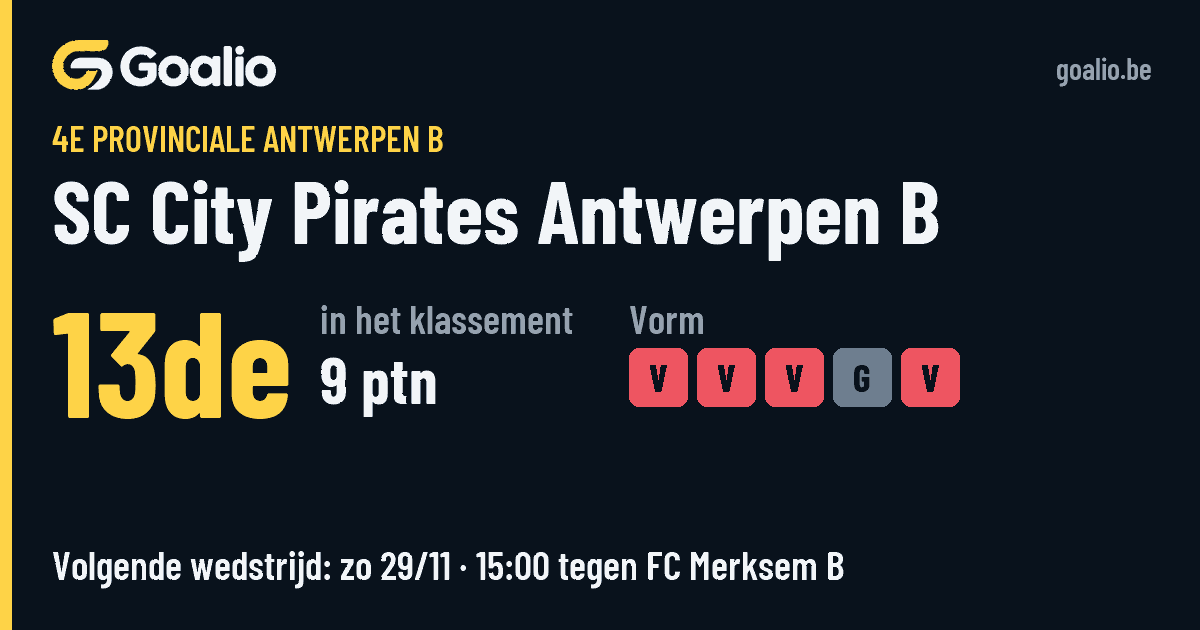 Goalio
goalio.be
4E PROVINCIALE ANTWERPEN B
SC City Pirates Antwerpen B
13de
in het klassement
9 ptn
Vorm
V V V G V
Volgende wedstrijd: zo 29/11 · 15:00 tegen FC Merksem B